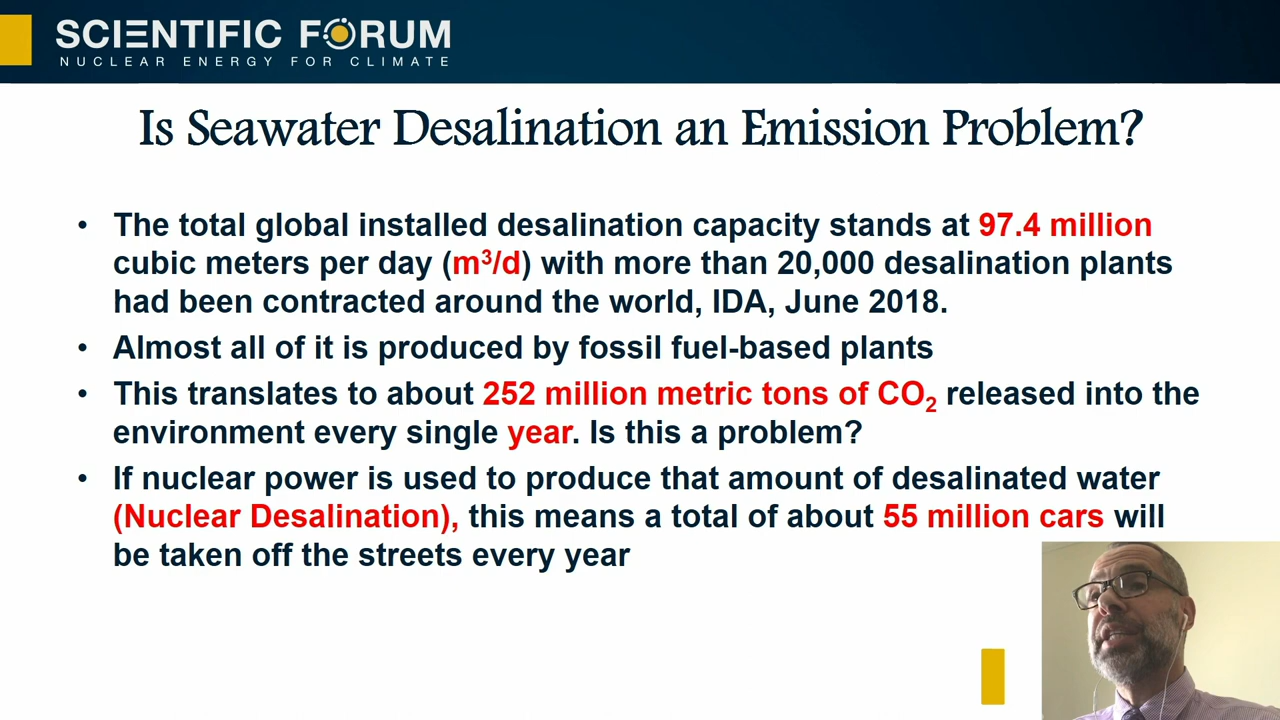 SCIENTIFIC FORUM
NUCLEAR ENERGY FOR CLIMATE
Is Seawater Desalination an Emission Problem?
• The total global installed desalination capacity stands at 97.4 million
cubic meters per day (m³/d) with more than 20,000 desalination plants
had been contracted around the world, IDA, June 2018.
• Almost all of it is produced by fossil fuel-based plants
• This translates to about 252 million metric tons of CO₂ released into the
environment every single year. Is this a problem?
• If nuclear power is used to produce that amount of desalinated water
(Nuclear Desalination), this means a total of about 55 million cars will
be taken off the streets every year